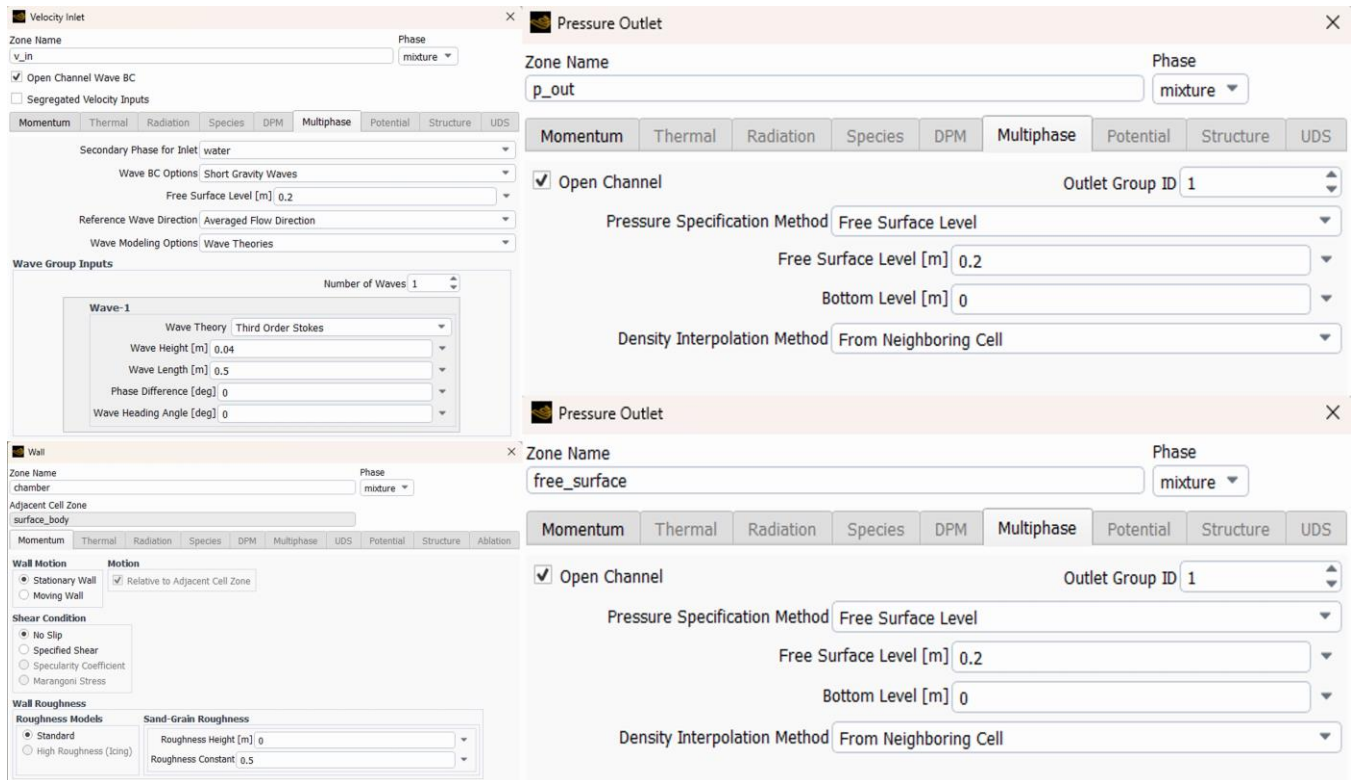 Velocity Inlet
Zone Name Phase
v_in mixture
Open Channel Wave BC
Segregated Velocity Inputs
Momentum Thermal Radiation Species DPM Multiphase Potential Structure UDS
Secondary Phase for Inlet water
Wave BC Options Short Gravity Waves
Free Surface Level [m] 0.2
Reference Wave Direction Averaged Flow Direction
Wave Modeling Options Wave Theories
Wave Group Inputs
Number of Waves 1
Wave-1
Wave Theory Third Order Stokes
Wave Height [m] 0.04
Wave Length [m] 0.5
Phase Difference [deg] 0
Wave Heading Angle [deg] 0
Pressure Outlet
Zone Name Phase
p_out mixture
Momentum Thermal Radiation Species DPM Multiphase Potential Structure UDS
Open Channel Outlet Group ID 1
Pressure Specification Method Free Surface Level
Free Surface Level [m] 0.2
Bottom Level [m] 0
Density Interpolation Method From Neighboring Cell
Wall
Zone Name Phase
chamber mixture
Adjacent Cell Zone
surface_body
Momentum Thermal Radiation Species DPM Multiphase UDS Potential Structure Ablation
Wall Motion Motion
Stationary Wall Relative to Adjacent Cell Zone
Moving Wall
Shear Condition
No Slip
Specified Shear
Specularity Coefficient
Marangoni Stress
Wall Roughness
Roughness Models Sand-Grain Roughness
Standard Roughness Height [m] 0
High Roughness (Icing) Roughness Constant 0.5
Pressure Outlet
Zone Name Phase
free_surface mixture
Momentum Thermal Radiation Species DPM Multiphase Potential Structure UDS
Open Channel Outlet Group ID 1
Pressure Specification Method Free Surface Level
Free Surface Level [m] 0.2
Bottom Level [m] 0
Density Interpolation Method From Neighboring Cell